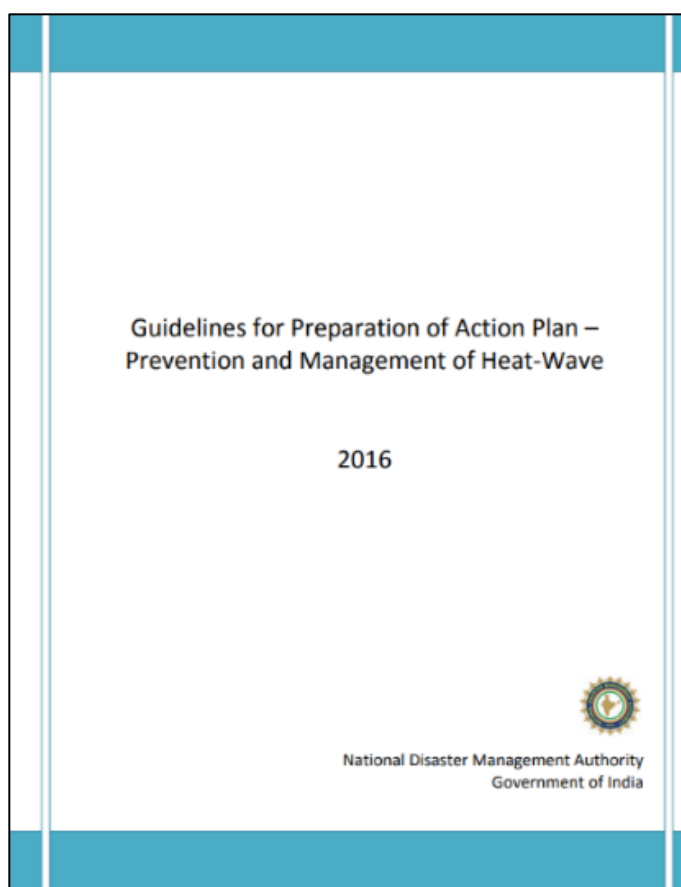 Guidelines for Preparation of Action Plan –
Prevention and Management of Heat-Wave
2016
National Disaster Management Authority
Government of India